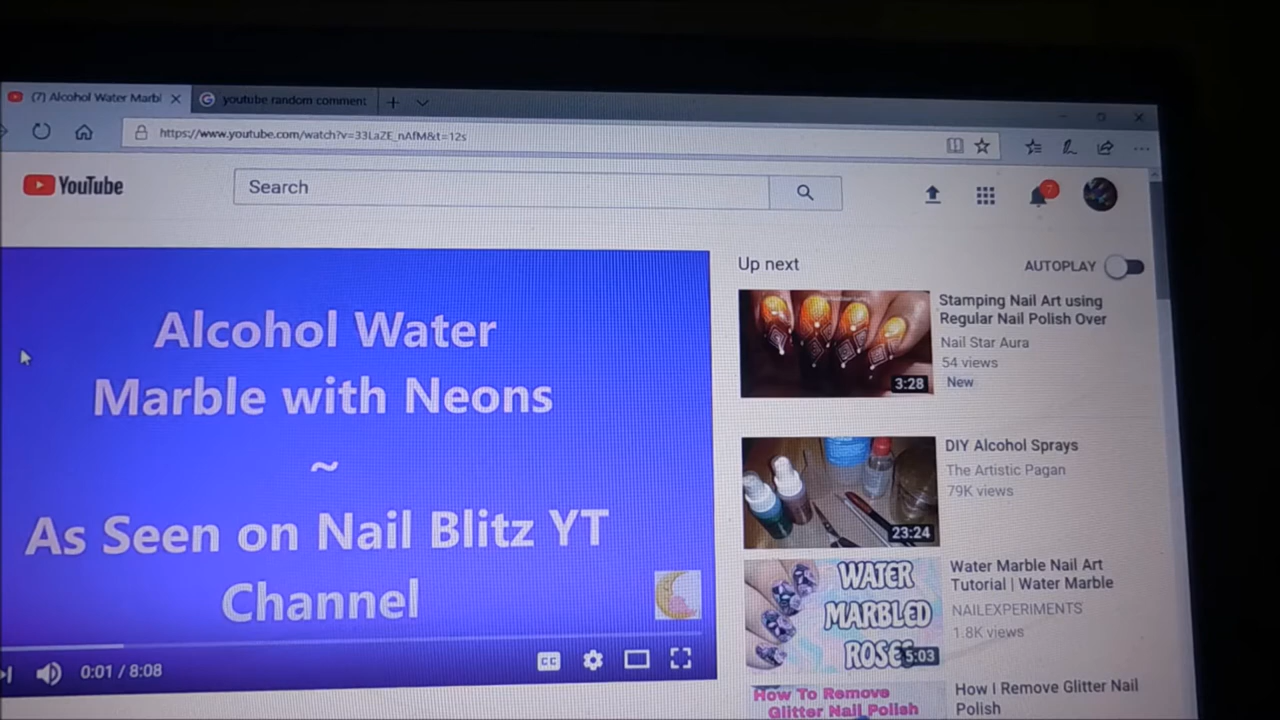 (7) Alcohol Water Marbl
youtube random comment
https://www.youtube.com/watch?v=33LaZE_nAfM&t=12s
YouTube
Search
7
Alcohol Water
Marble with Neons
~
As Seen on Nail Blitz YT
Channel
0:01 / 8:08
CC
Up next
AUTOPLAY
3:28
Stamping Nail Art using
Regular Nail Polish Over
Nail Star Aura
54 views
New
23:24
DIY Alcohol Sprays
The Artistic Pagan
79K views
WATER
MARBLED
ROSES
5:03
Water Marble Nail Art
Tutorial | Water Marble
NAILEXPERIMENTS
1.8K views
How To Remove
Glitter Nail Polish
How I Remove Glitter Nail
Polish